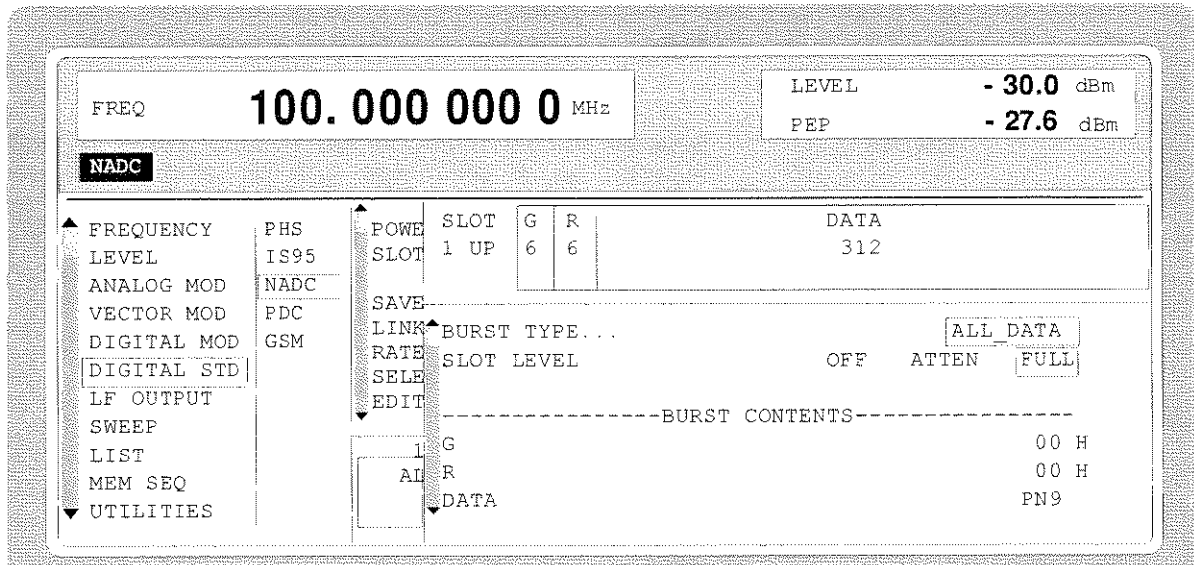 FREQ 100. 000 000 0 MHz
LEVEL - 30.0 dBm
PEP - 27.6 dBm
NADC
FREQUENCY
LEVEL
ANALOG MOD
VECTOR MOD
DIGITAL MOD
DIGITAL STD
LF OUTPUT
SWEEP
LIST
MEM SEQ
UTILITIES
PHS
IS95
NADC
PDC
GSM
POWE
SLOT
SAVE
LINK
RATE
SELE
EDIT
1
AL
SLOT G R DATA
1 UP 6 6 312
BURST TYPE... ALL_DATA
SLOT LEVEL OFF ATTEN FULL
-----------------BURST CONTENTS-----------------
G 00 H
R 00 H
DATA PN9